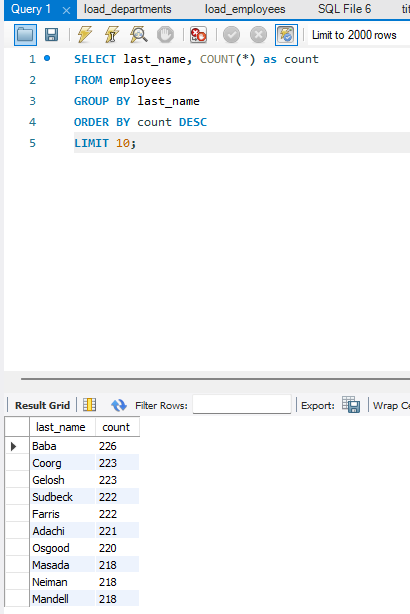 Query 1 × load_departments load_employees SQL File 6
Limit to 2000 rows
1 SELECT last_name, COUNT(*) as count
2 FROM employees
3 GROUP BY last_name
4 ORDER BY count DESC
5 LIMIT 10;
Result Grid Filter Rows: Export: Wrap
last_name count
Baba 226
Coorg 223
Gelosh 223
Sudbeck 222
Farris 222
Adachi 221
Osgood 220
Masada 218
Neiman 218
Mandell 218